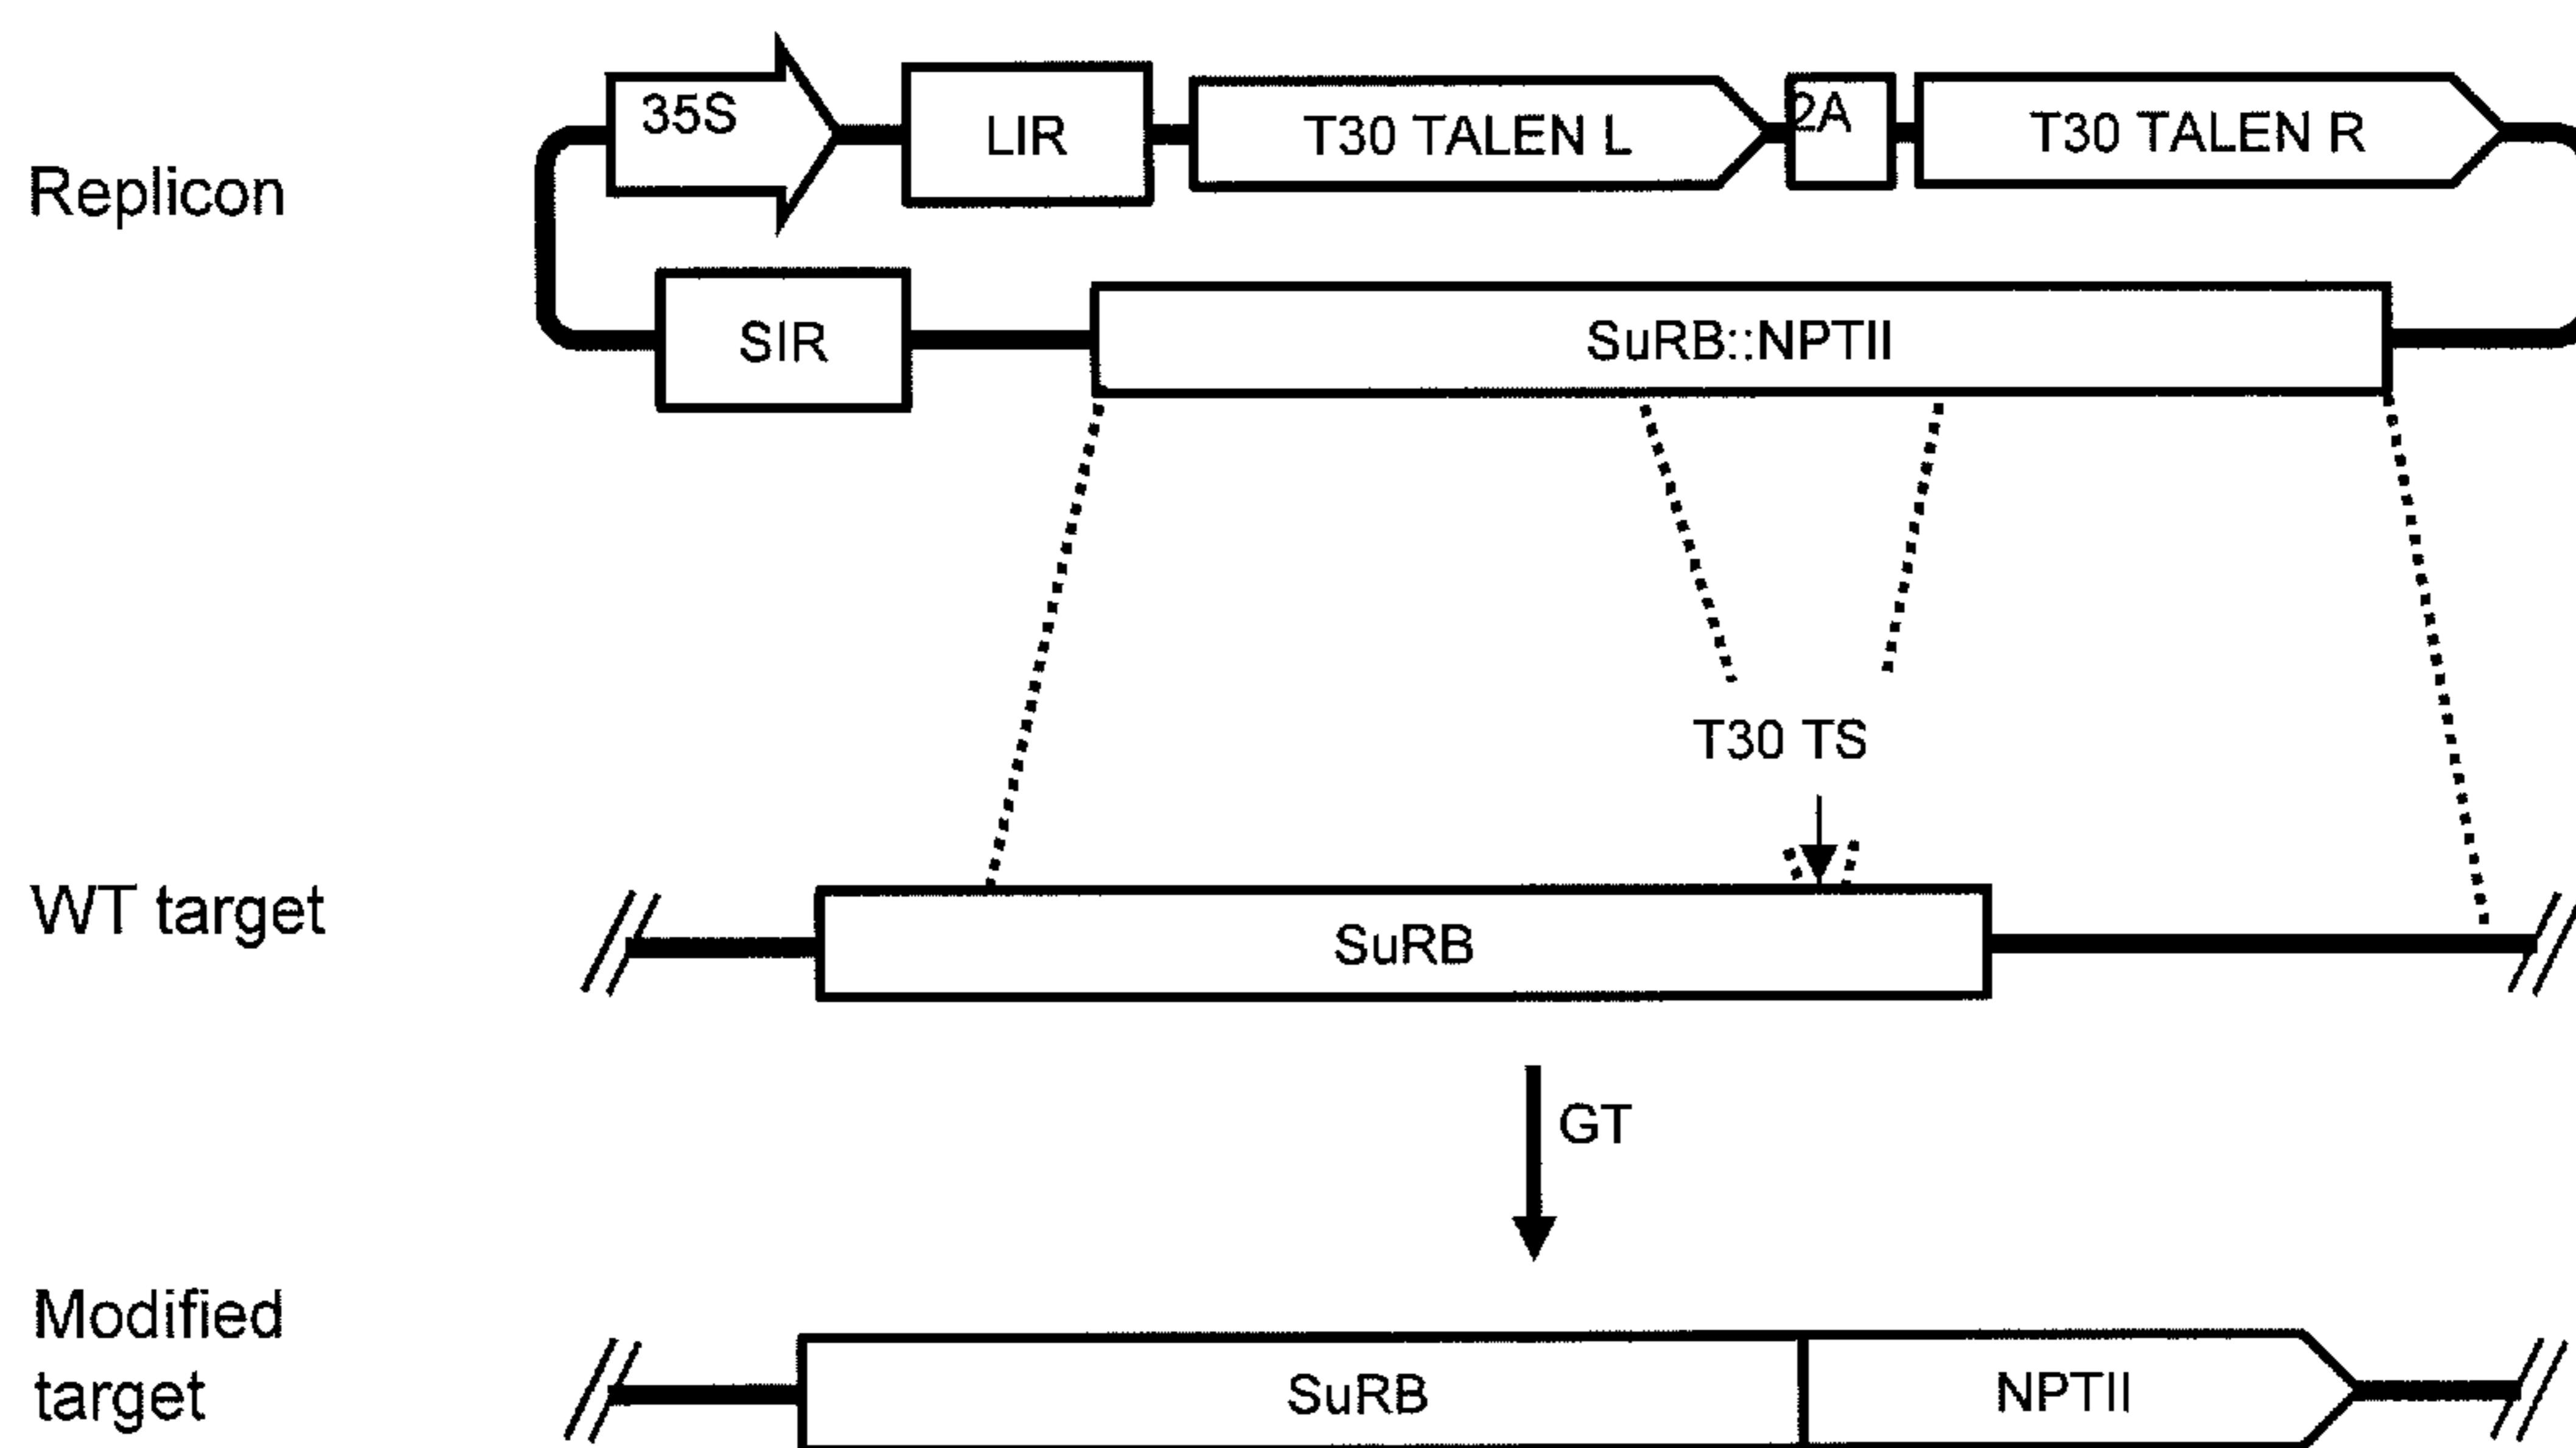 Replicon
35S
LIR
T30 TALEN L
2A
T30 TALEN R
SIR
SuRB::NPTII
T30 TS
WT target
SuRB
GT
Modified
target
SuRB
NPTII